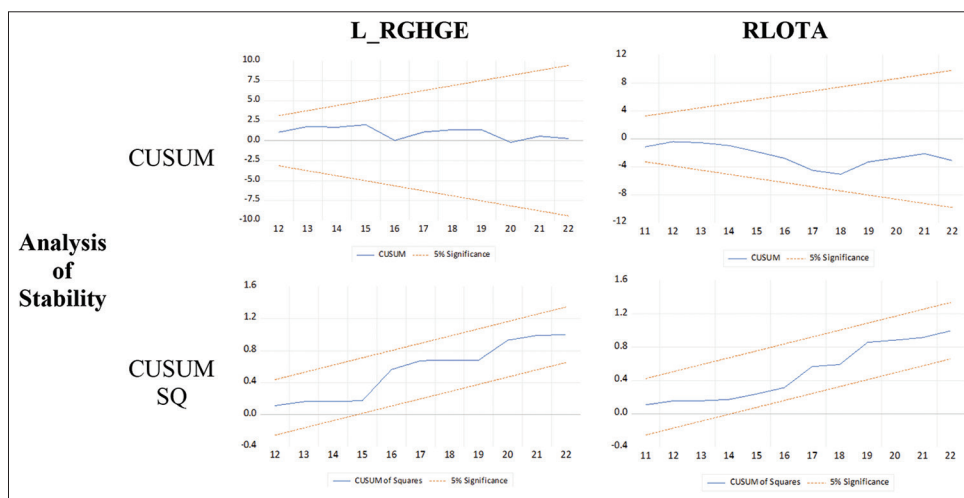 L_RGHGE
RLOTA
Analysis
of
Stability
CUSUM
10.0
7.5
5.0
2.5
0.0
-2.5
-5.0
-7.5
-10.0
12 13 14 15 16 17 18 19 20 21 22
CUSUM 5% Significance
12
8
4
0
-4
-8
-12
11 12 13 14 15 16 17 18 19 20 21 22
CUSUM 5% Significance
CUSUM
SQ
1.6
1.2
0.8
0.4
0.0
-0.4
12 13 14 15 16 17 18 19 20 21 22
CUSUM of Squares 5% Significance
1.6
1.2
0.8
0.4
0.0
-0.4
11 12 13 14 15 16 17 18 19 20 21 22
CUSUM of Squares 5% Significance